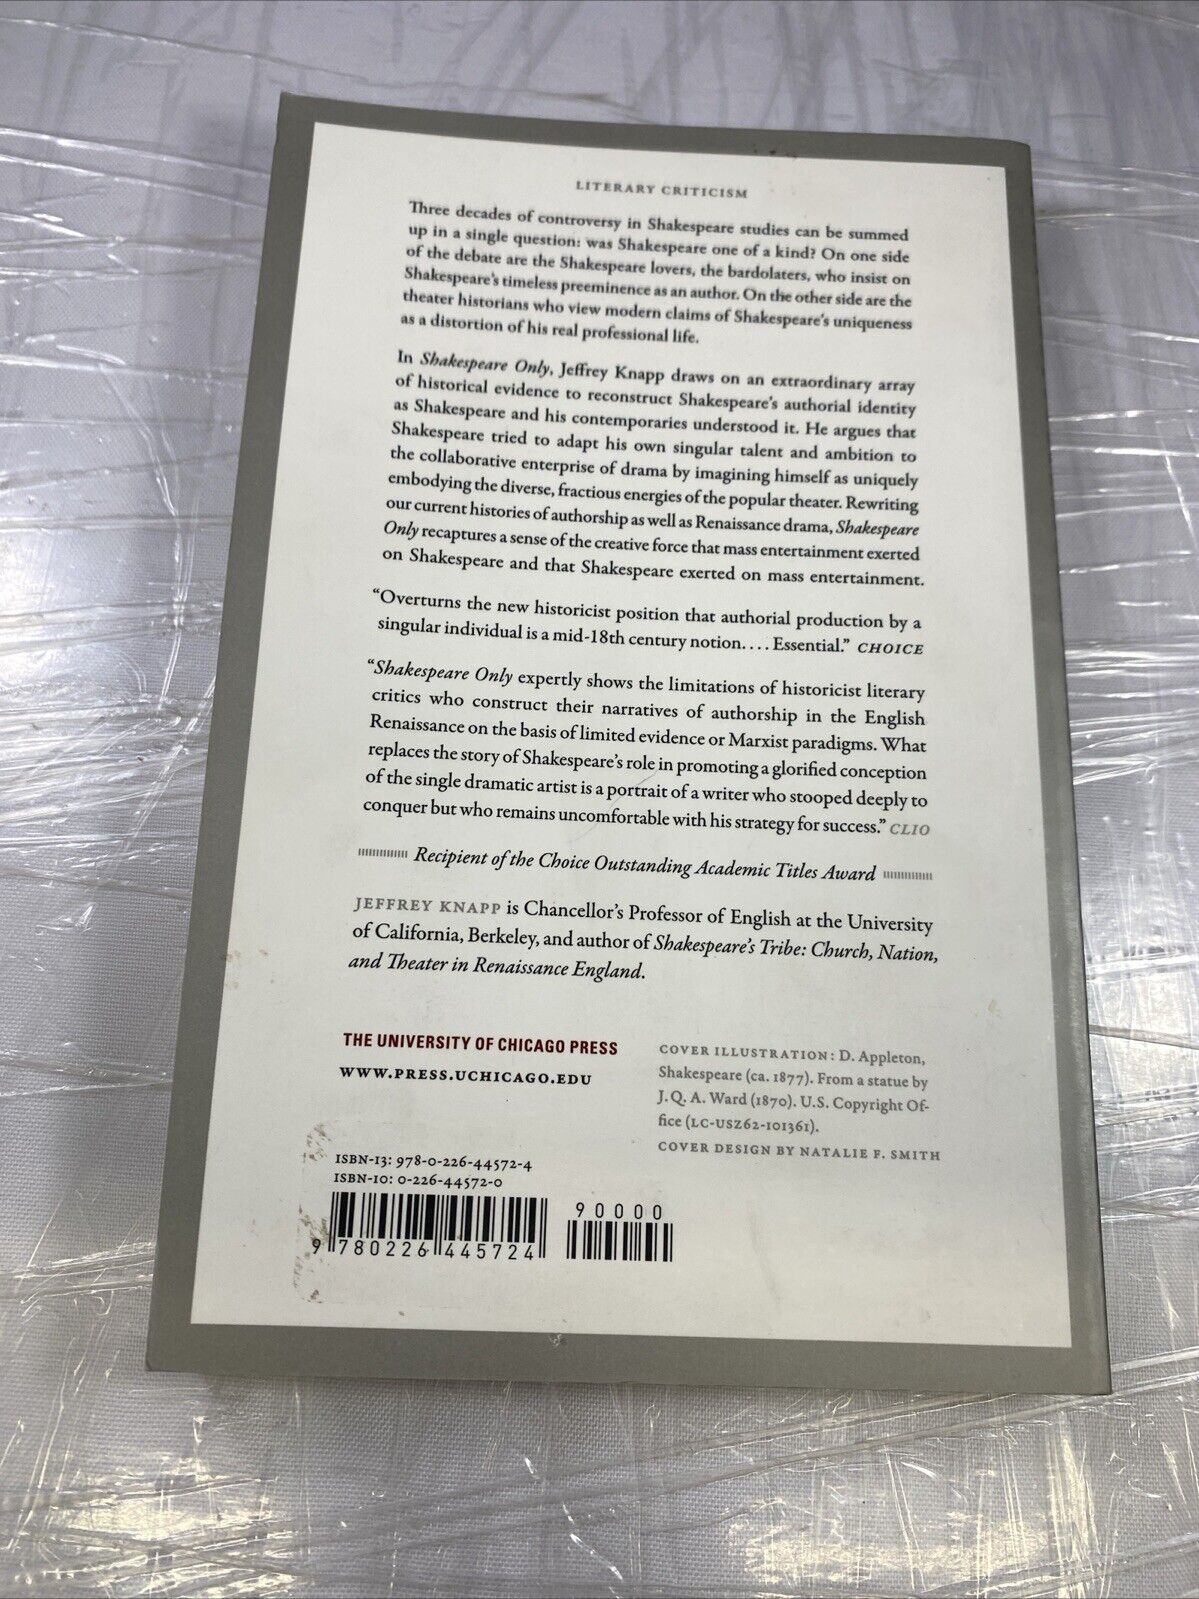 LITERARY CRITICISM
Three decades of controversy in Shakespeare studies can be summed
up in a single question: was Shakespeare one of a kind? On one side
of the debate are the Shakespeare lovers, the bardolaters, who insist on
Shakespeare's timeless preeminence as an author. On the other side are the
theater historians who view modern claims of Shakespeare's uniqueness
as a distortion of his real professional life.
In Shakespeare Only, Jeffrey Knapp draws on an extraordinary array
of historical evidence to reconstruct Shakespeare's authorial identity
as Shakespeare and his contemporaries understood it. He argues that
Shakespeare tried to adapt his own singular talent and ambition to
the collaborative enterprise of drama by imagining himself as uniquely
embodying the diverse, fractious energies of the popular theater. Rewriting
our current histories of authorship as well as Renaissance drama, Shakespeare
Only recaptures a sense of the creative force that mass entertainment exerted
on Shakespeare and that Shakespeare exerted on mass entertainment.
“Overturns the new historicist position that authorial production by a
singular individual is a mid-18th century notion. . . . Essential.” CHOICE
“Shakespeare Only expertly shows the limitations of historicist literary
critics who construct their narratives of authorship in the English
Renaissance on the basis of limited evidence or Marxist paradigms. What
replaces the story of Shakespeare's role in promoting a glorified conception
of the single dramatic artist is a portrait of a writer who stooped deeply to
conquer but who remains uncomfortable with his strategy for success.” CLIO
Recipient of the Choice Outstanding Academic Titles Award
JEFFREY KNAPP is Chancellor's Professor of English at the University
of California, Berkeley, and author of Shakespeare's Tribe: Church, Nation,
and Theater in Renaissance England.
THE UNIVERSITY OF CHICAGO PRESS
WWW.PRESS.UCHICAGO.EDU
COVER ILLUSTRATION: D. Appleton,
Shakespeare (ca. 1877). From a statue by
J. Q. A. Ward (1870). U.S. Copyright Of-
fice (LC-USZ62-101361).
COVER DESIGN BY NATALIE F. SMITH
ISBN-13: 978-0-226-44572-4
ISBN-10: 0-226-44572-0
90000
9 780226 445724